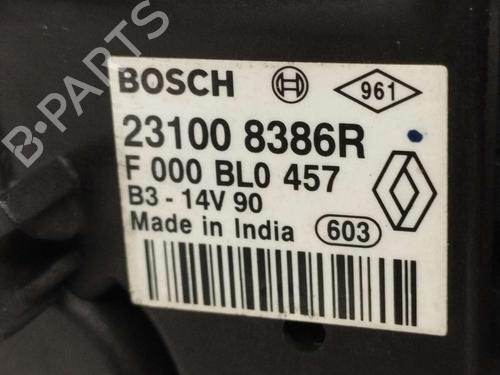 B-PARTS
BOSCH 961
23100 8386R
F 000 BL0 457
B3 - 14V 90
Made in India 603